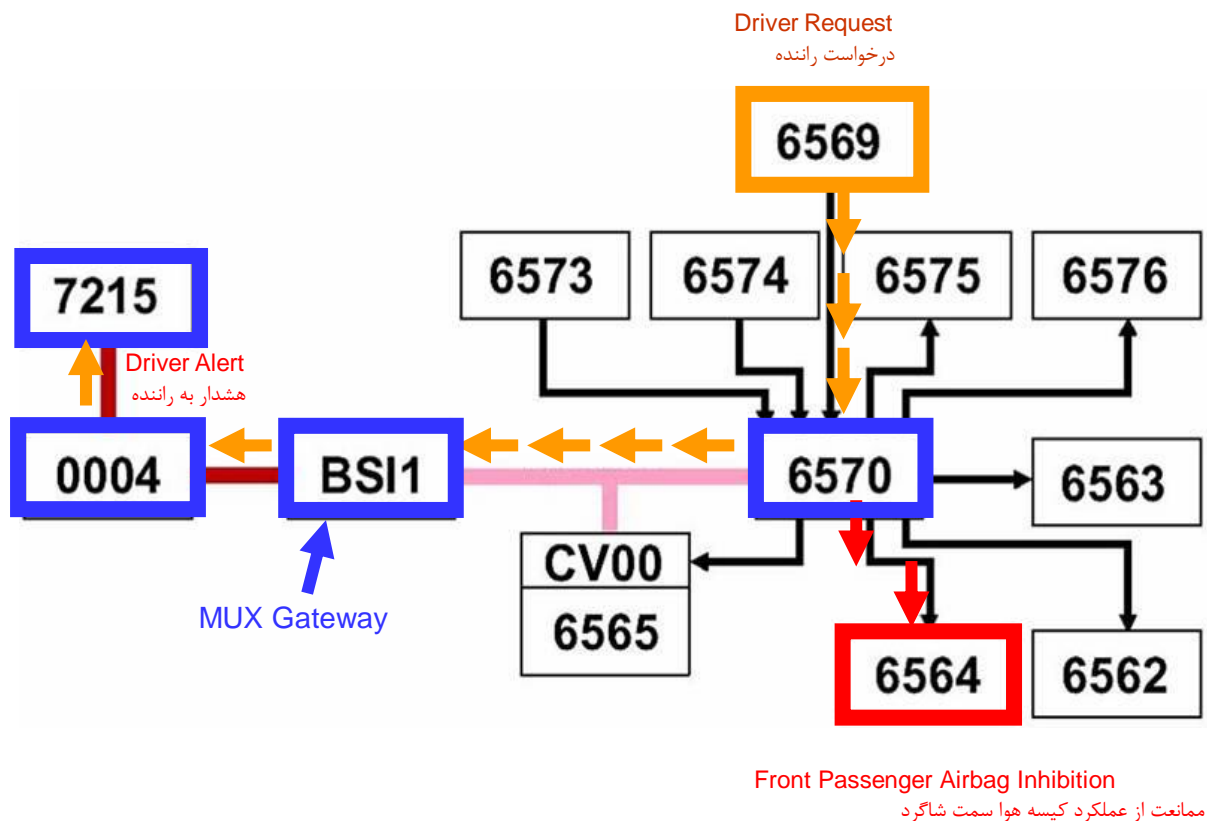 Driver Request
درخواست راننده
6569
6573
6574
6575
6576
7215
Driver Alert
هشدار به راننده
0004
BSI1
6570
6563
CV00
6565
MUX Gateway
6564
6562
Front Passenger Airbag Inhibition
ممانعت از عملکرد کیسه هوا سمت شاگرد